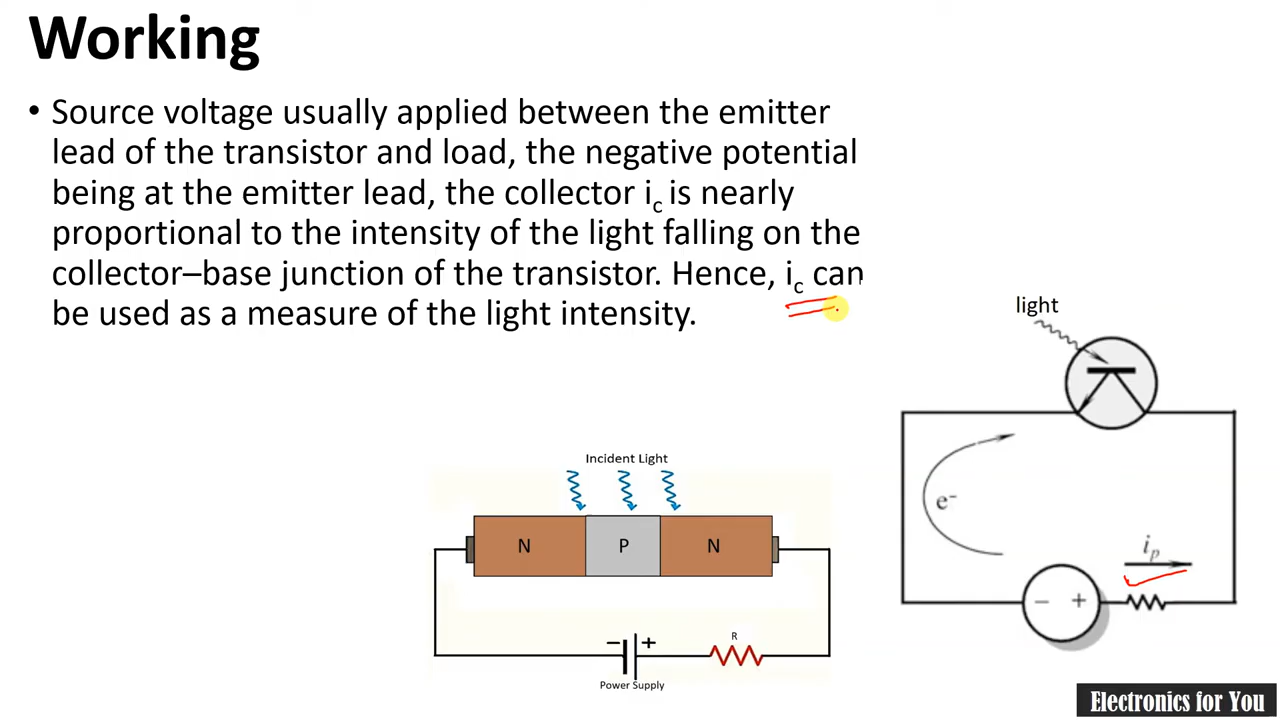 Working
• Source voltage usually applied between the emitter
lead of the transistor and load, the negative potential
being at the emitter lead, the collector ic is nearly
proportional to the intensity of the light falling on the
collector–base junction of the transistor. Hence, ic can
be used as a measure of the light intensity.
light
Incident Light
N P N
e-
ip
− +
− +
R
Power Supply
Electronics for You